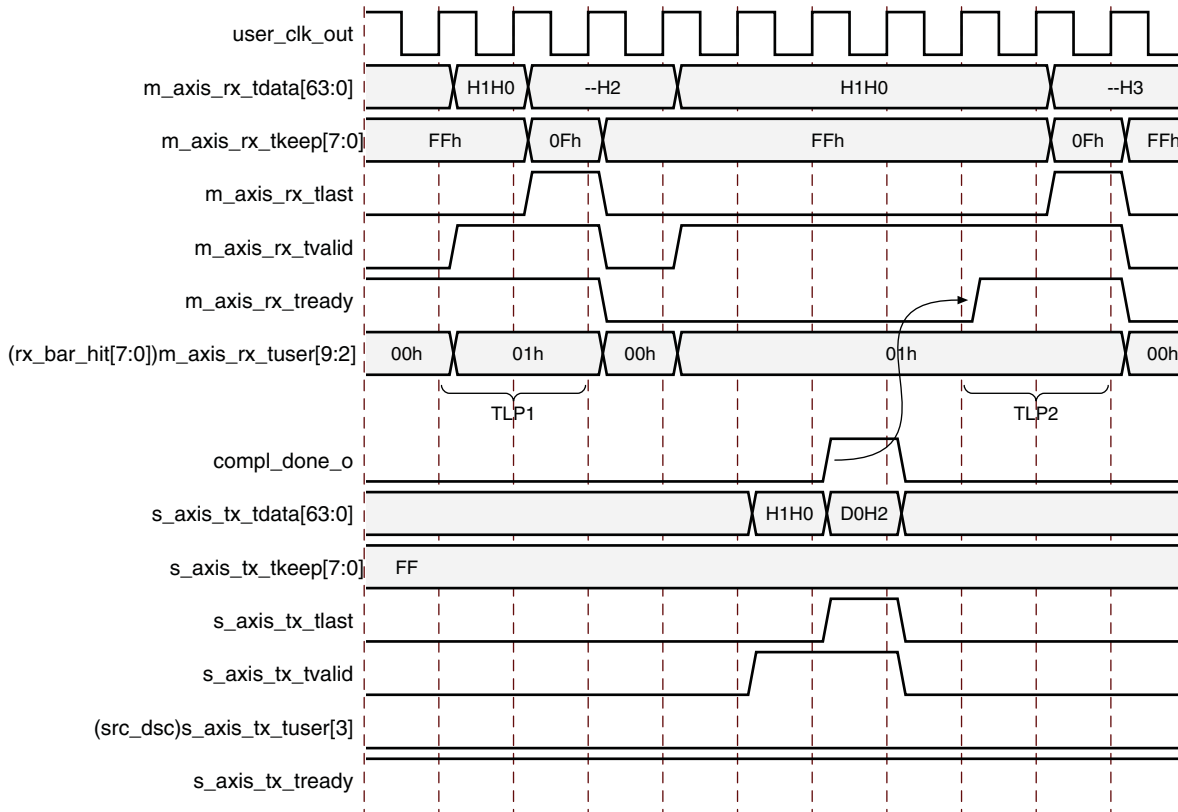 user_clk_out
m_axis_rx_tdata[63:0] H1H0 --H2 H1H0 --H3
m_axis_rx_tkeep[7:0] FFh 0Fh FFh 0Fh FFh
m_axis_rx_tlast
m_axis_rx_tvalid
m_axis_rx_tready
(rx_bar_hit[7:0])m_axis_rx_tuser[9:2] 00h 01h 00h 01h 00h
TLP1 TLP2
compl_done_o
s_axis_tx_tdata[63:0] H1H0 D0H2
s_axis_tx_tkeep[7:0] FF
s_axis_tx_tlast
s_axis_tx_tvalid
(src_dsc)s_axis_tx_tuser[3]
s_axis_tx_tready